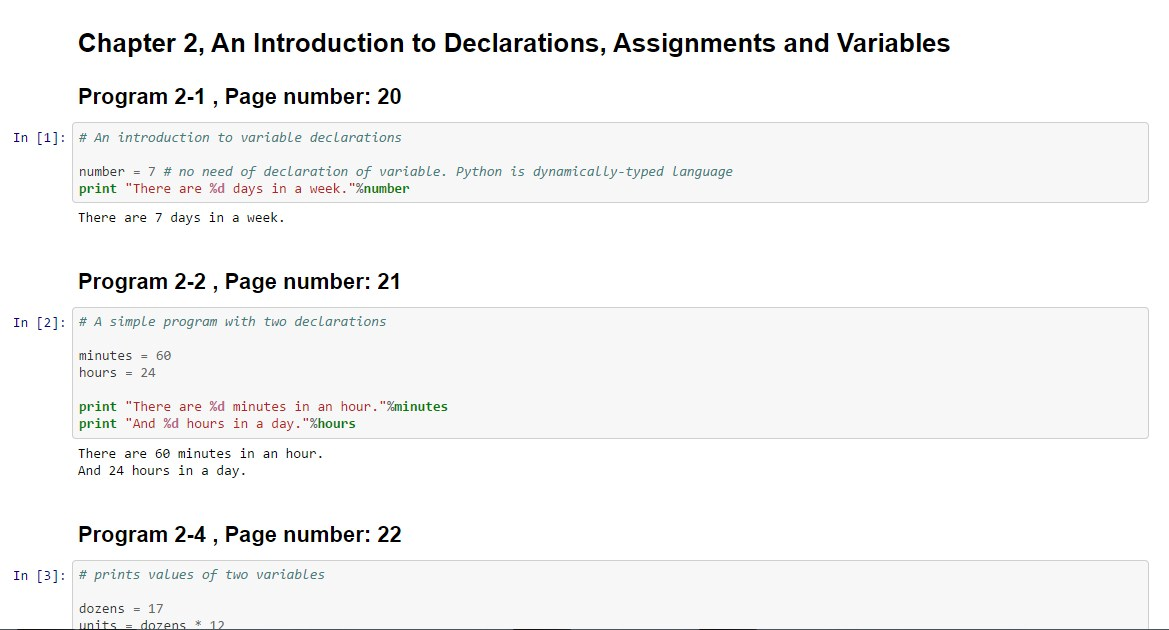 Chapter 2, An Introduction to Declarations, Assignments and Variables
Program 2-1 , Page number: 20
In [1]: # An introduction to variable declarations
number = 7 # no need of declaration of variable. Python is dynamically-typed language
print "There are %d days in a week."%number
There are 7 days in a week.
Program 2-2 , Page number: 21
In [2]: # A simple program with two declarations
minutes = 60
hours = 24
print "There are %d minutes in an hour."%minutes
print "And %d hours in a day."%hours
There are 60 minutes in an hour.
And 24 hours in a day.
Program 2-4 , Page number: 22
In [3]: # prints values of two variables
dozens = 17
units = dozens * 12